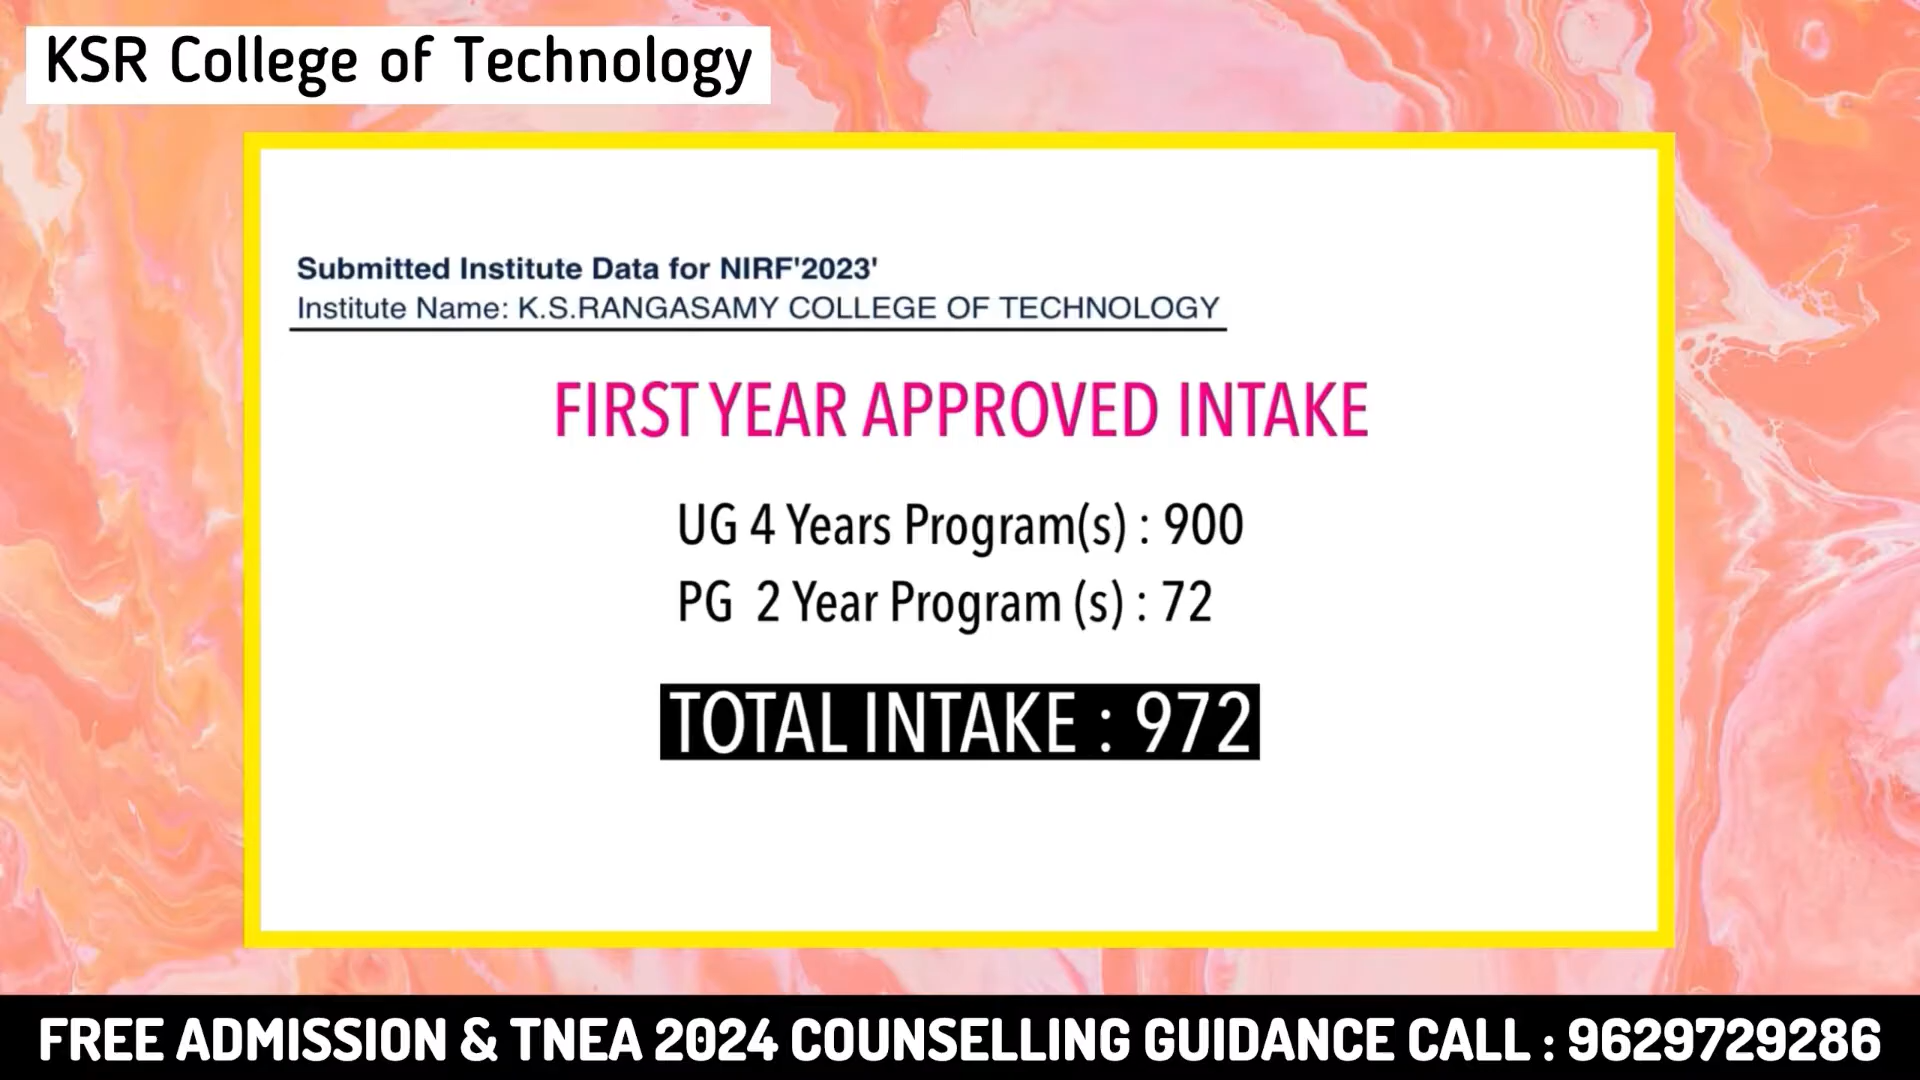 KSR College of Technology
Submitted Institute Data for NIRF'2023'
Institute Name: K.S.RANGASAMY COLLEGE OF TECHNOLOGY
FIRST YEAR APPROVED INTAKE
UG 4 Years Program(s) : 900
PG 2 Year Program (s) : 72
TOTAL INTAKE : 972
FREE ADMISSION & TNEA 2024 COUNSELLING GUIDANCE CALL : 9629729286